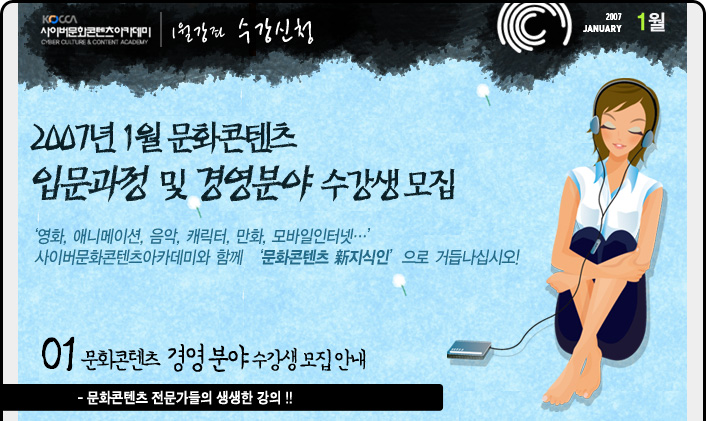 KOCCA
사이버문화콘텐츠아카데미
CYBER CULTURE & CONTENT ACADEMY
1월강좌 수강신청
2007
JANUARY
1월
2007년 1월 문화콘텐츠
입문과정 및 경영분야 수강생 모집
‘영화, 애니메이션, 음악, 캐릭터, 만화, 모바일인터넷…’
사이버문화콘텐츠아카데미와 함께 ‘문화콘텐츠 新지식인’ 으로 거듭나십시오!
01 문화콘텐츠 경영 분야 수강생 모집 안내
- 문화콘텐츠 전문가들의 생생한 강의 !!